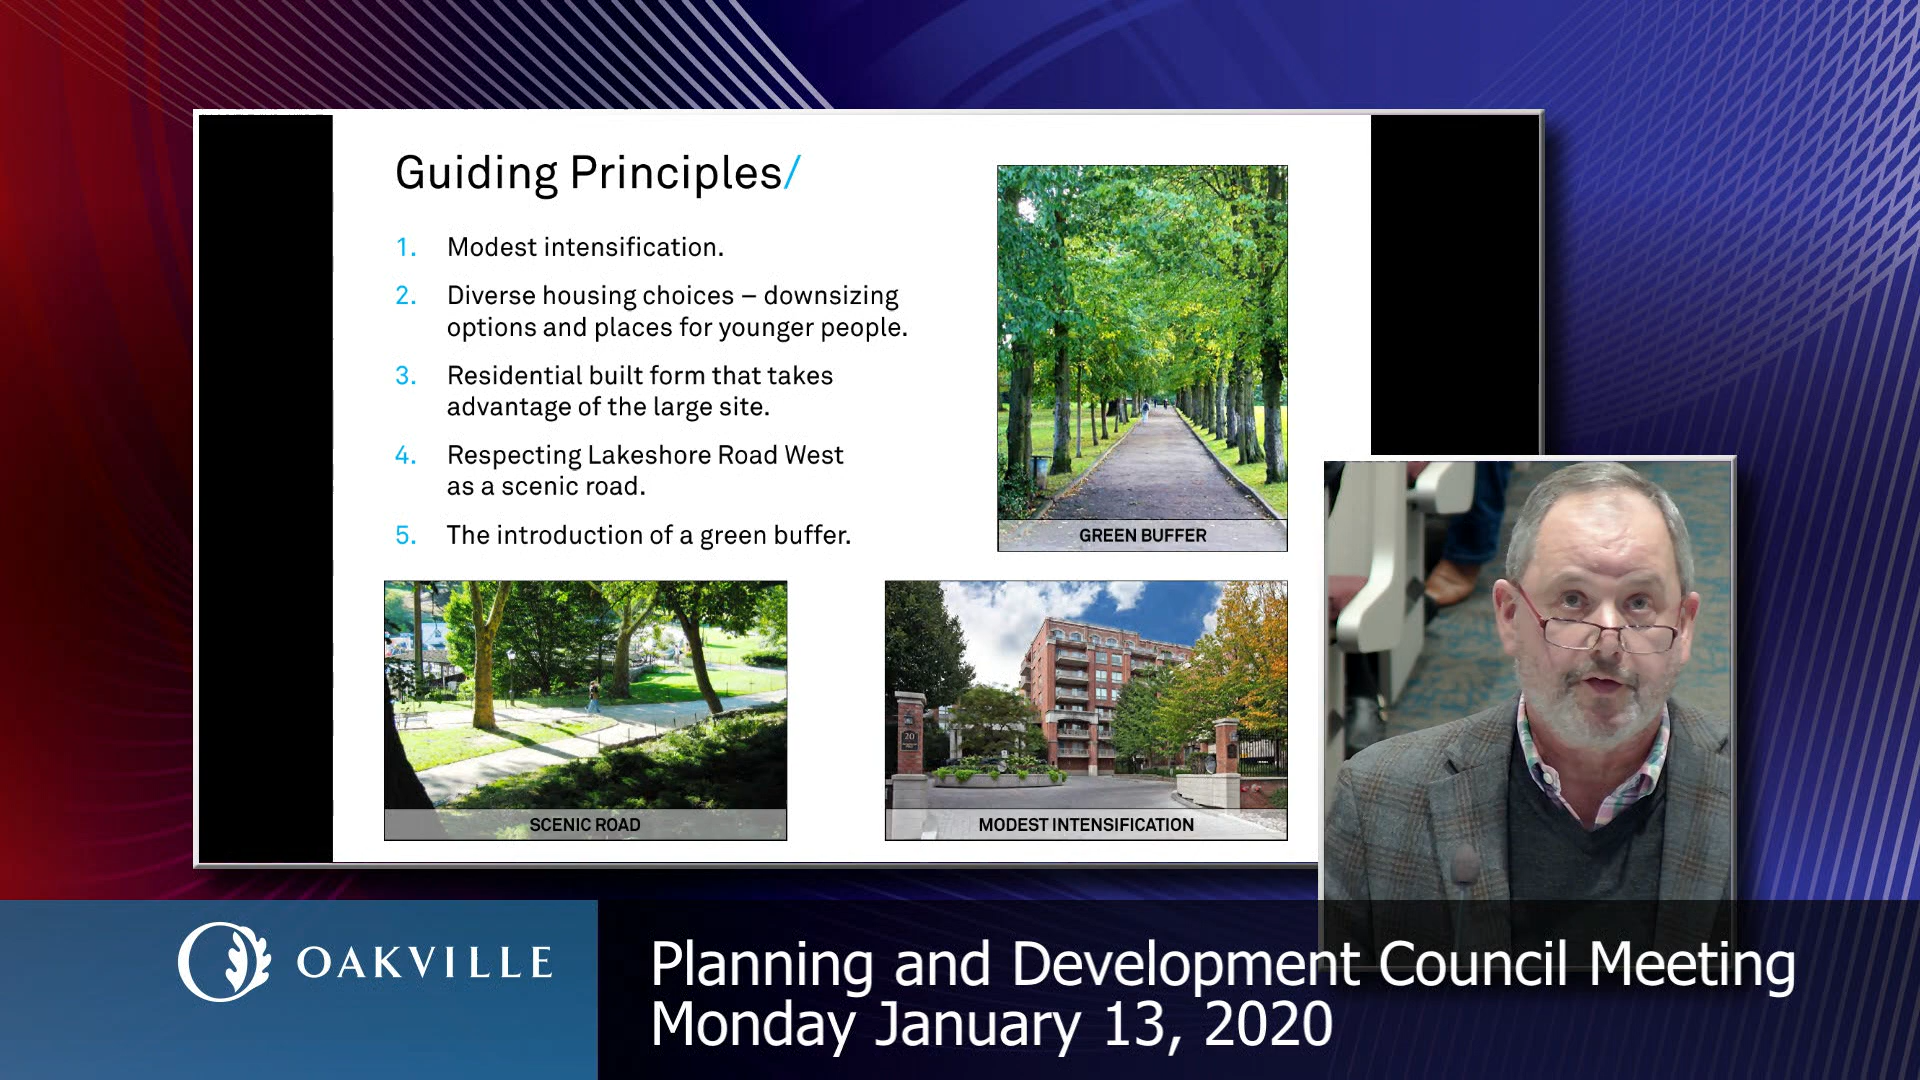 Guiding Principles/
1. Modest intensification.
2. Diverse housing choices – downsizing
options and places for younger people.
3. Residential built form that takes
advantage of the large site.
4. Respecting Lakeshore Road West
as a scenic road.
5. The introduction of a green buffer.
GREEN BUFFER
20
SCENIC ROAD
MODEST INTENSIFICATION
OAKVILLE
Planning and Development Council Meeting
Monday January 13, 2020